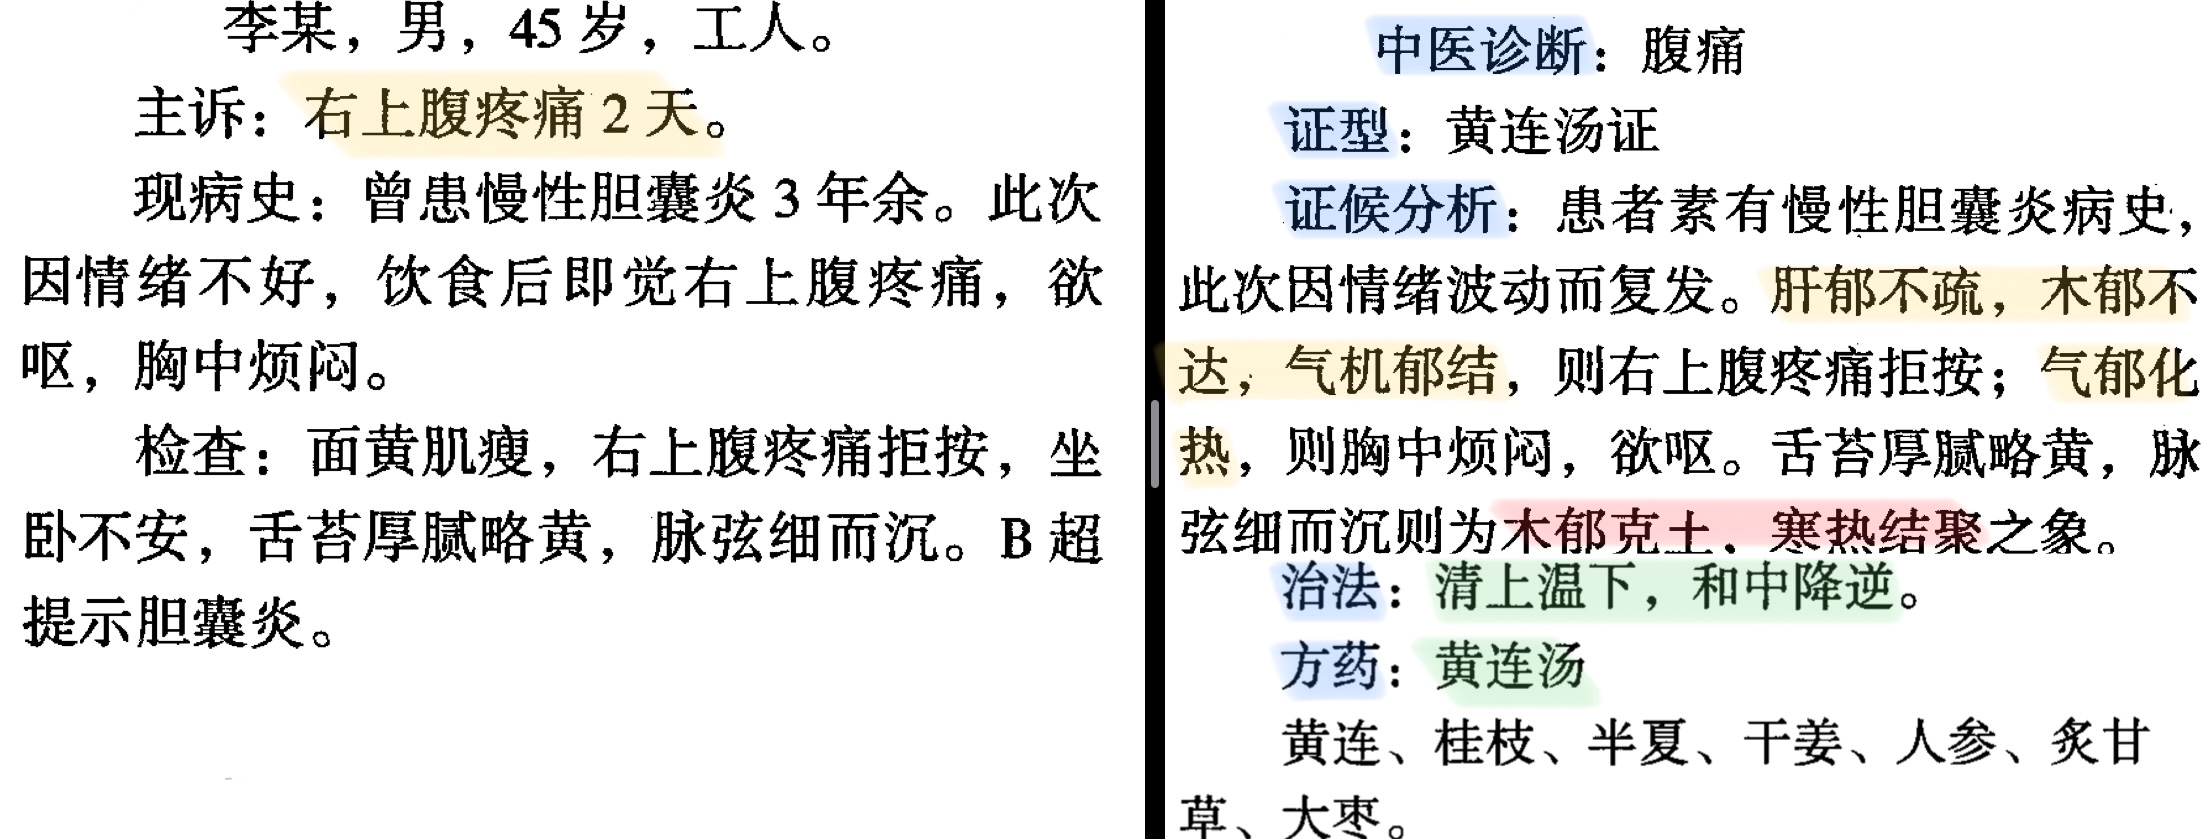 李某，男，45岁，工人。
主诉：右上腹疼痛2天。
现病史：曾患慢性胆囊炎3年余。此次
因情绪不好，饮食后即觉右上腹疼痛，欲
呕，胸中烦闷。
检查：面黄肌瘦，右上腹疼痛拒按，坐
卧不安，舌苔厚腻略黄，脉弦细而沉。B超
提示胆囊炎。
中医诊断：腹痛
证型：黄连汤证
证候分析：患者素有慢性胆囊炎病史，
此次因情绪波动而复发。肝郁不疏，木郁不
达，气机郁结，则右上腹疼痛拒按；气郁化
热，则胸中烦闷，欲呕。舌苔厚腻略黄，脉
弦细而沉则为木郁克土、寒热结聚之象。
治法：清上温下，和中降逆。
方药：黄连汤
黄连、桂枝、半夏、干姜、人参、炙甘
草、大枣。